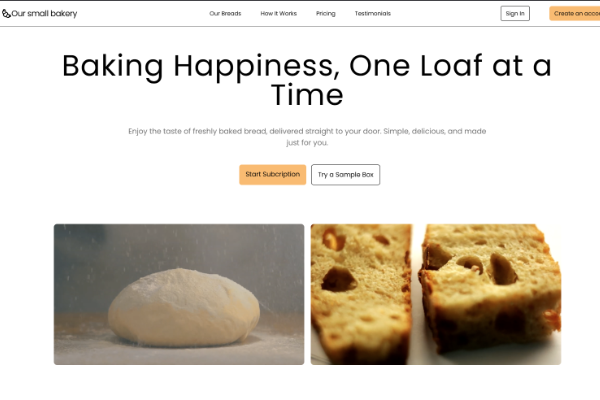 Our small bakery
Our Breads
How it Works
Pricing
Testimonials
Sign In
Create an accou
Baking Happiness, One Loaf at a
Time
Enjoy the taste of freshly baked bread, delivered straight to your door. Simple, delicious, and made
just for you.
Start Subcription
Try a Sample Box